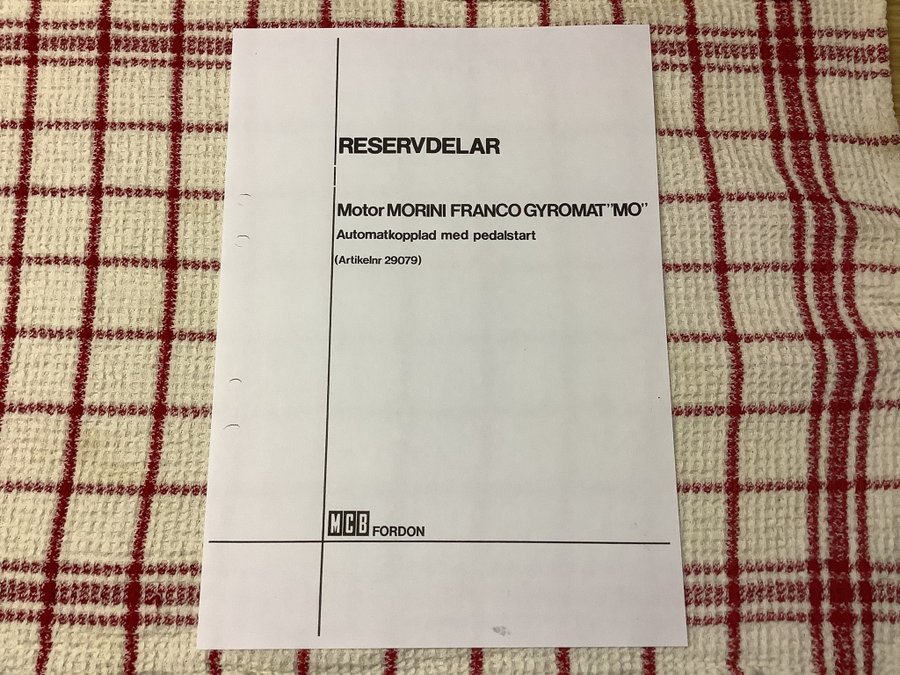 RESERVDELAR
Motor MORINI FRANCO GYROMAT"MO"
Automatkopplad med pedalstart
(Artikelnr 29079)
MCB FORDON